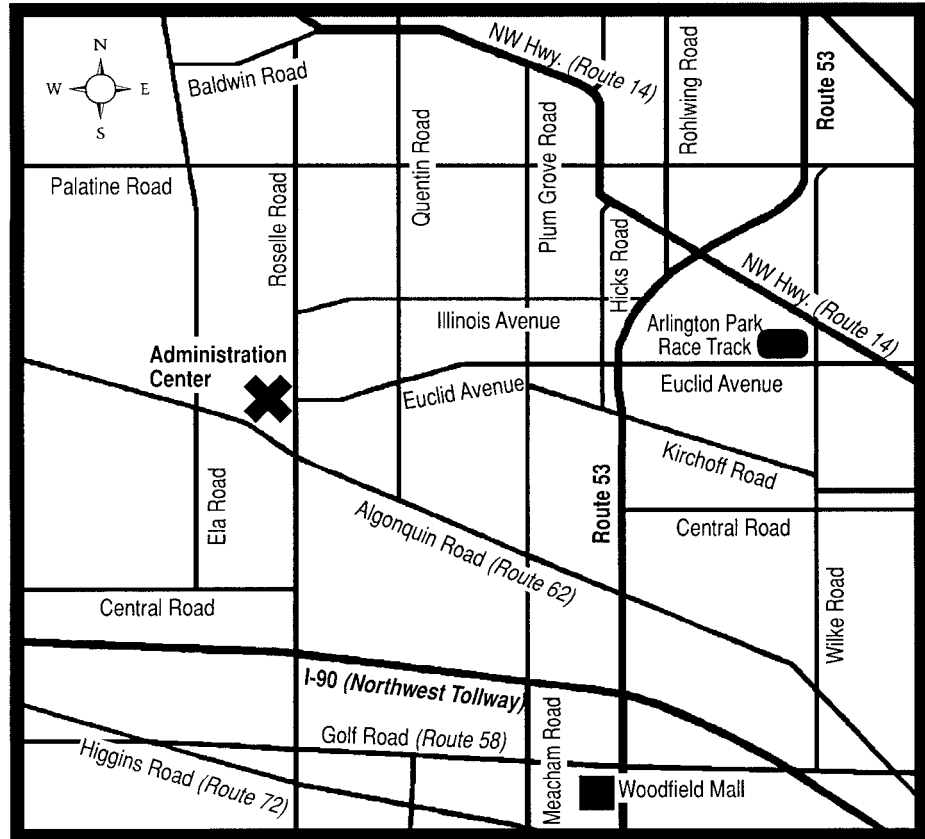 N
W E
S
Baldwin Road
NW Hwy. (Route 14)
Rohlwing Road
Route 53
Palatine Road
Roselle Road
Quentin Road
Plum Grove Road
Hicks Road
NW Hwy. (Route 14)
Illinois Avenue
Arlington Park
Race Track
Administration
Center
Euclid Avenue
Euclid Avenue
Kirchoff Road
Ela Road
Algonquin Road (Route 62)
Route 53
Central Road
Central Road
Wilke Road
I-90 (Northwest Tollway)
Golf Road (Route 58)
Meacham Road
Higgins Road (Route 72)
Woodfield Mall